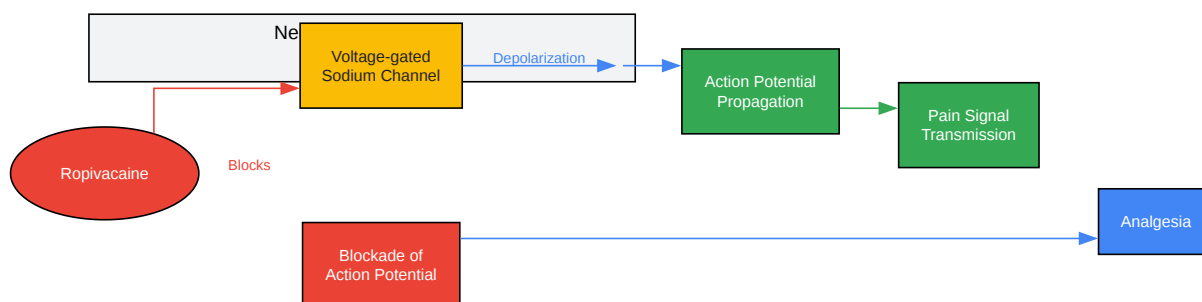 Ne
Voltage-gated
Sodium Channel
Depolarization
Action Potential
Propagation
Pain Signal
Transmission
Ropivacaine
Blocks
Analgesia
Blockade of
Action Potential